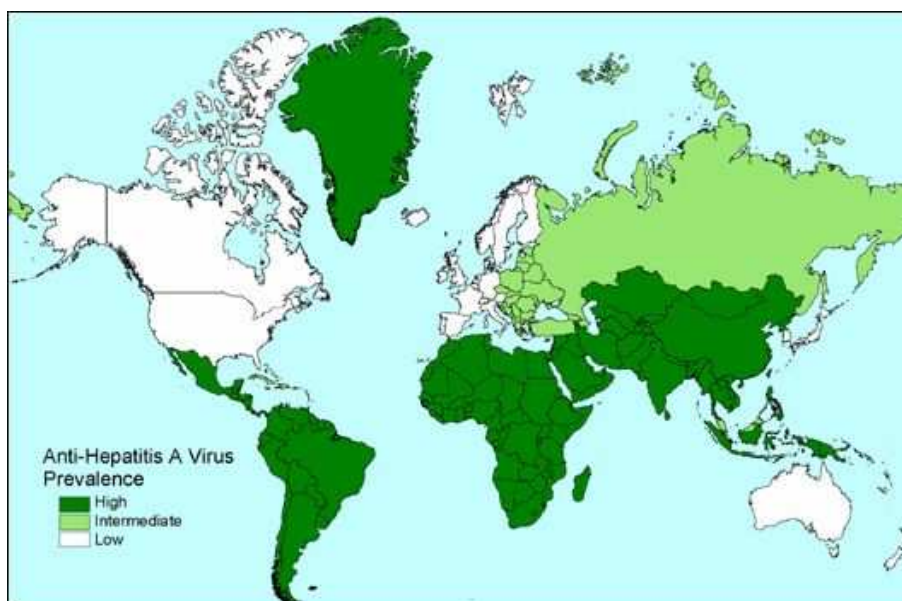 Anti-Hepatitis A Virus
Prevalence
High
Intermediate
Low